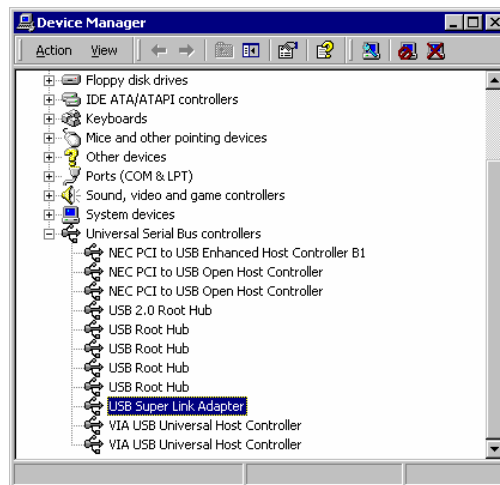 Device Manager
Action View
Floppy disk drives
IDE ATA/ATAPI controllers
Keyboards
Mice and other pointing devices
Other devices
Ports (COM & LPT)
Sound, video and game controllers
System devices
Universal Serial Bus controllers
NEC PCI to USB Enhanced Host Controller B1
NEC PCI to USB Open Host Controller
NEC PCI to USB Open Host Controller
USB 2.0 Root Hub
USB Root Hub
USB Root Hub
USB Root Hub
USB Root Hub
USB Super Link Adapter
VIA USB Universal Host Controller
VIA USB Universal Host Controller